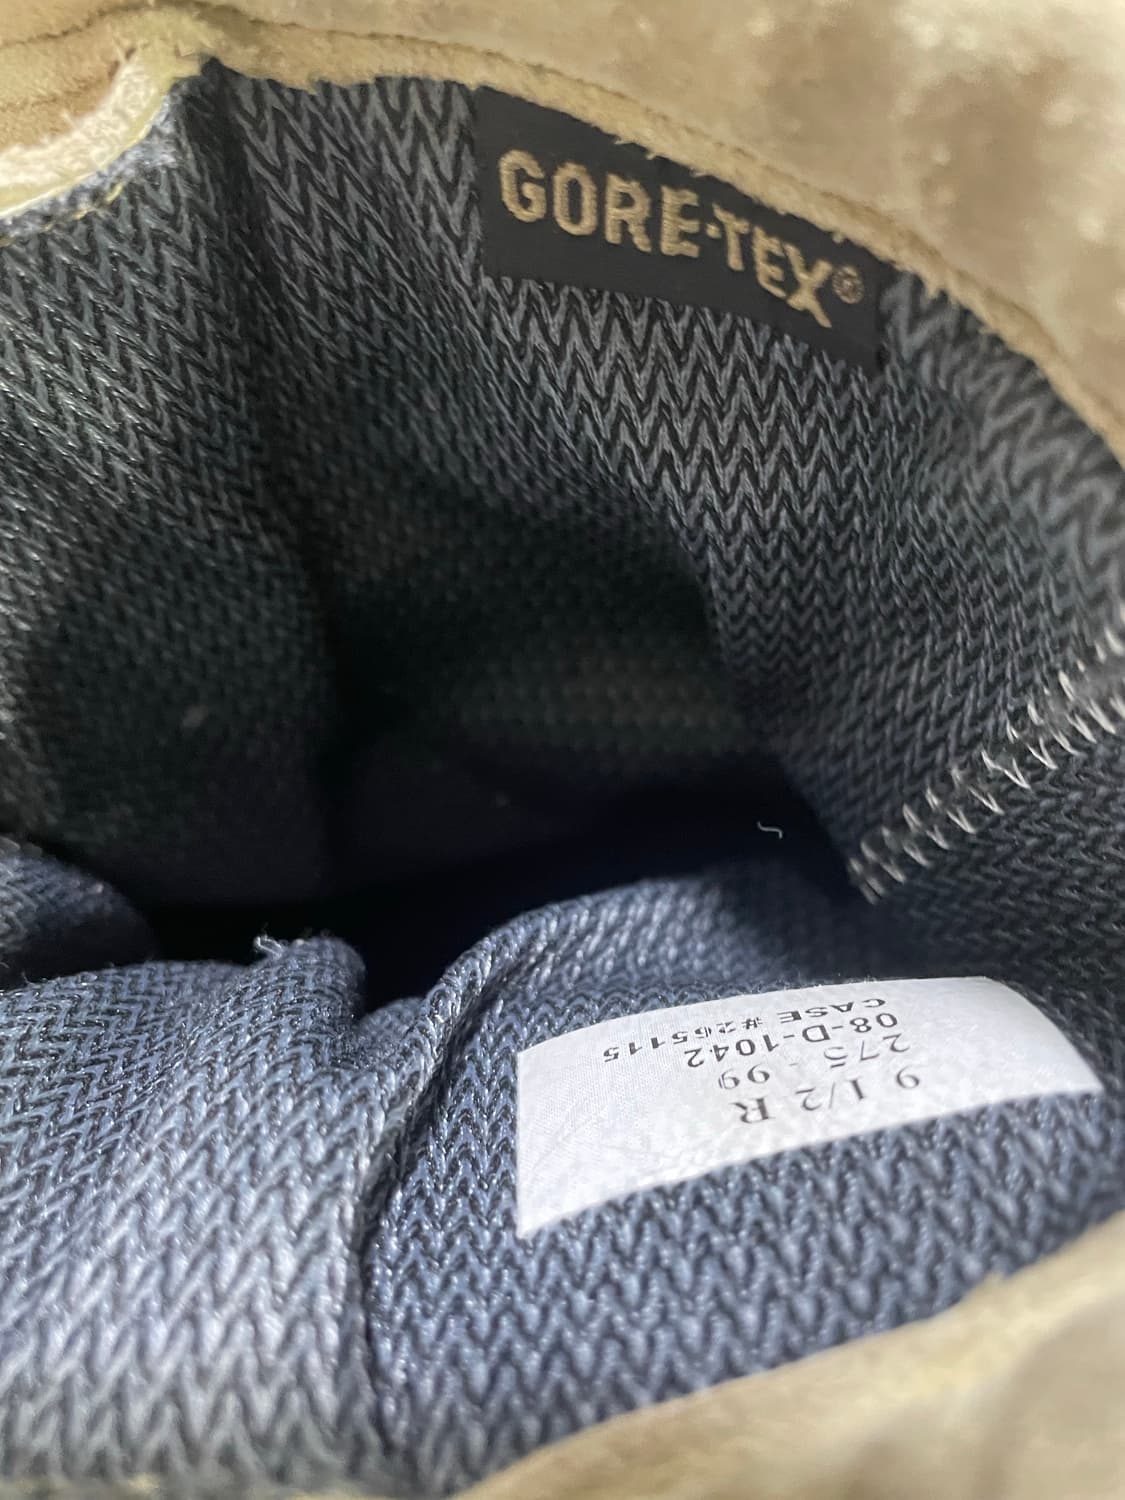 GORE-TEX®
9 1/2 R
275 - 99
08-D-1042
CASE #265115